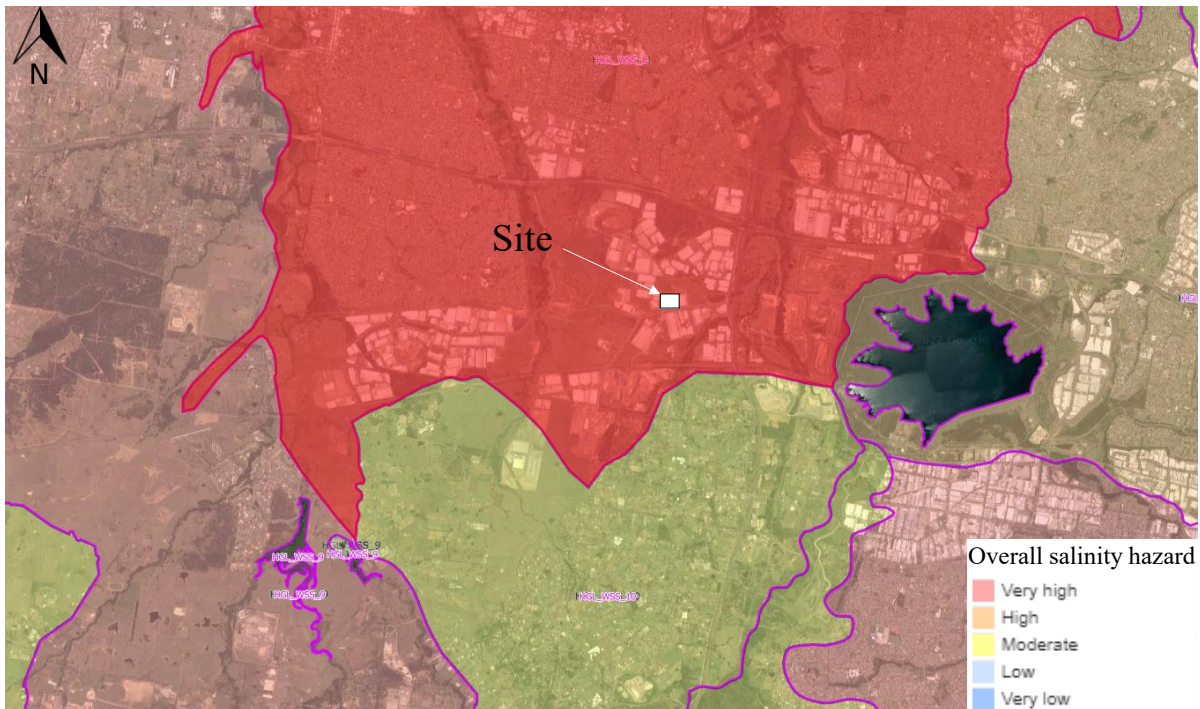 N
Site
HGL_WSS_9
HGL_WSS_9
HGL_WSS_9
HGL_WSS_9
HGL_WSS_10
Overall salinity hazard
Very high
High
Moderate
Low
Very low